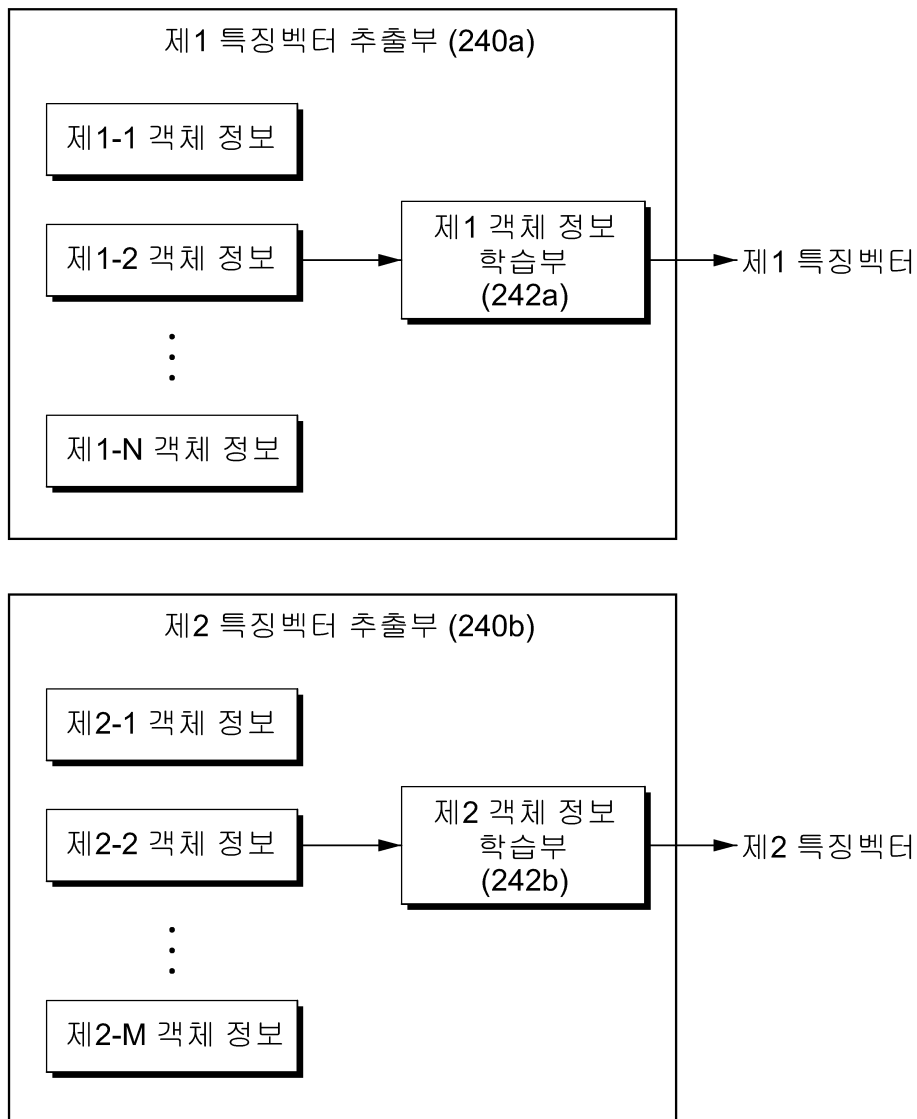 제1 특징벡터 추출부 (240a)
제1-1 객체 정보
제1-2 객체 정보
제1 객체 정보
학습부
(242a)
제1 특징벡터
제1-N 객체 정보
제2 특징벡터 추출부 (240b)
제2-1 객체 정보
제2-2 객체 정보
제2 객체 정보
학습부
(242b)
제2 특징벡터
제2-M 객체 정보